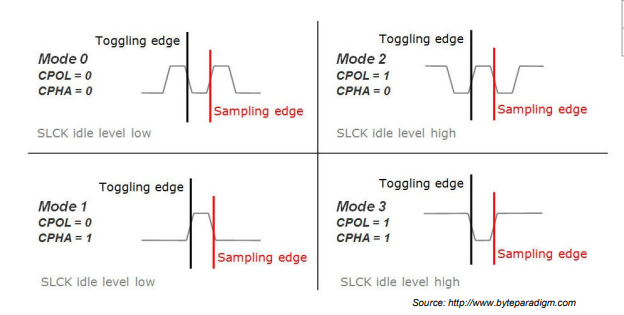 Toggling edge
Mode 0
CPOL = 0
CPHA = 0
Sampling edge
SLCK idle level low
Toggling edge
Mode 2
CPOL = 1
CPHA = 0
Sampling edge
SLCK idle level high
Toggling edge
Mode 1
CPOL = 0
CPHA = 1
Sampling edge
SLCK idle level low
Toggling edge
Mode 3
CPOL = 1
CPHA = 1
Sampling edge
SLCK idle level high
Source: http://www.byteparadigm.com